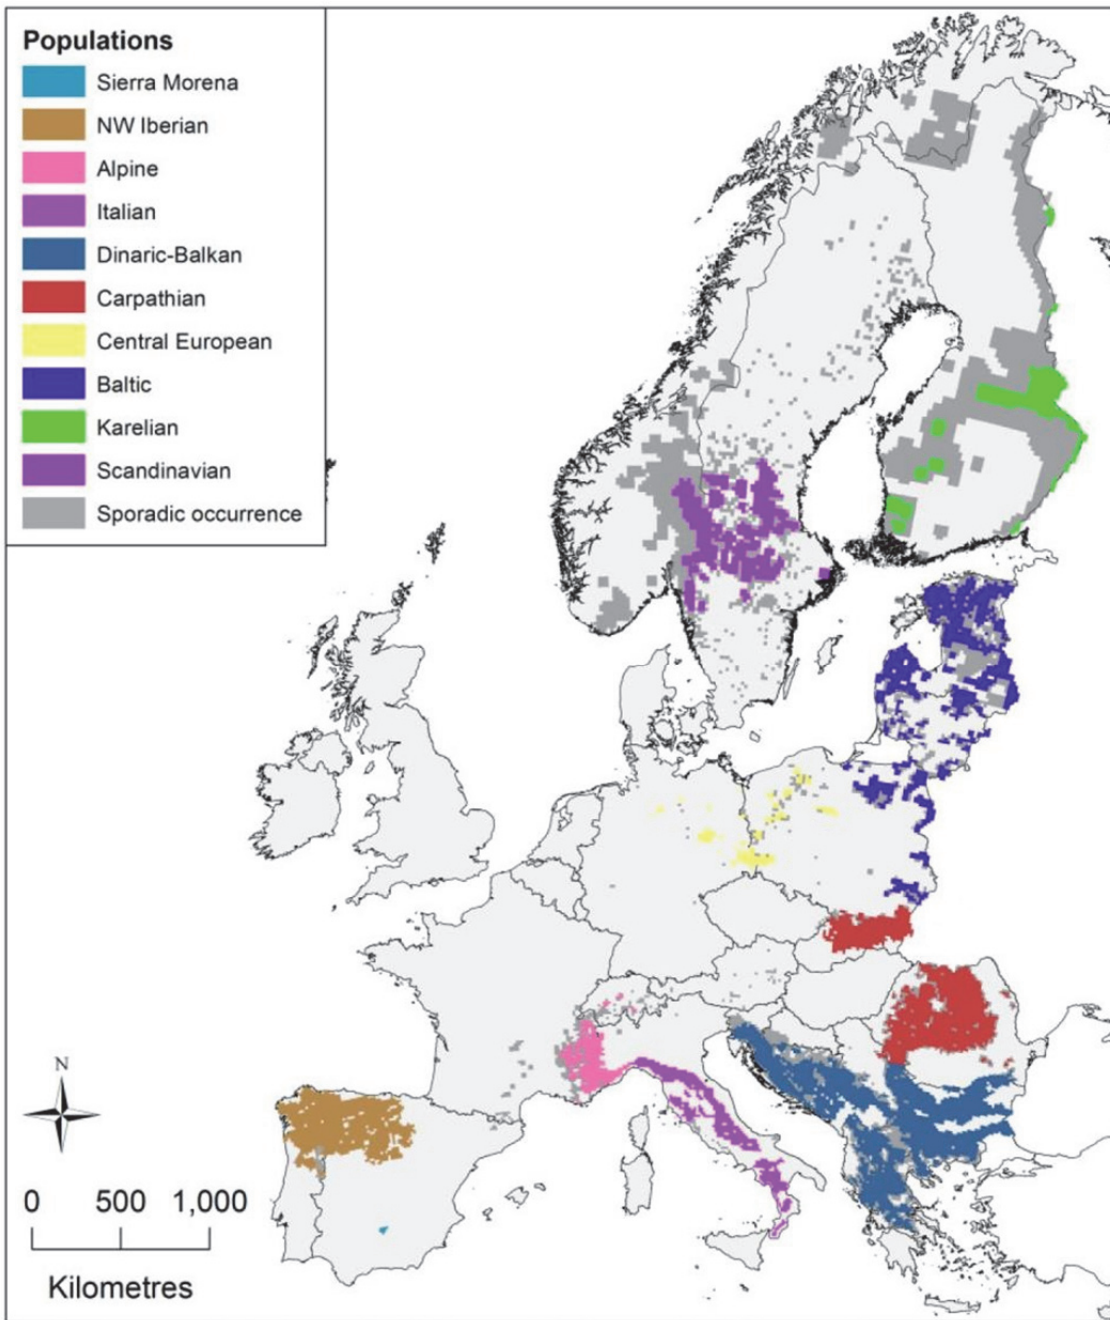 Populations
Sierra Morena
NW Iberian
Alpine
Italian
Dinaric-Balkan
Carpathian
Central European
Baltic
Karelian
Scandinavian
Sporadic occurrence
N
0 500 1,000
Kilometres